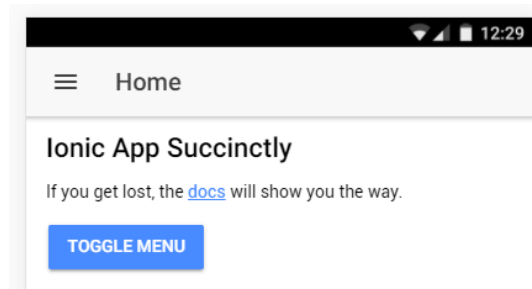 12:29
Home
Ionic App Succinctly
If you get lost, the docs will show you the way.
TOGGLE MENU